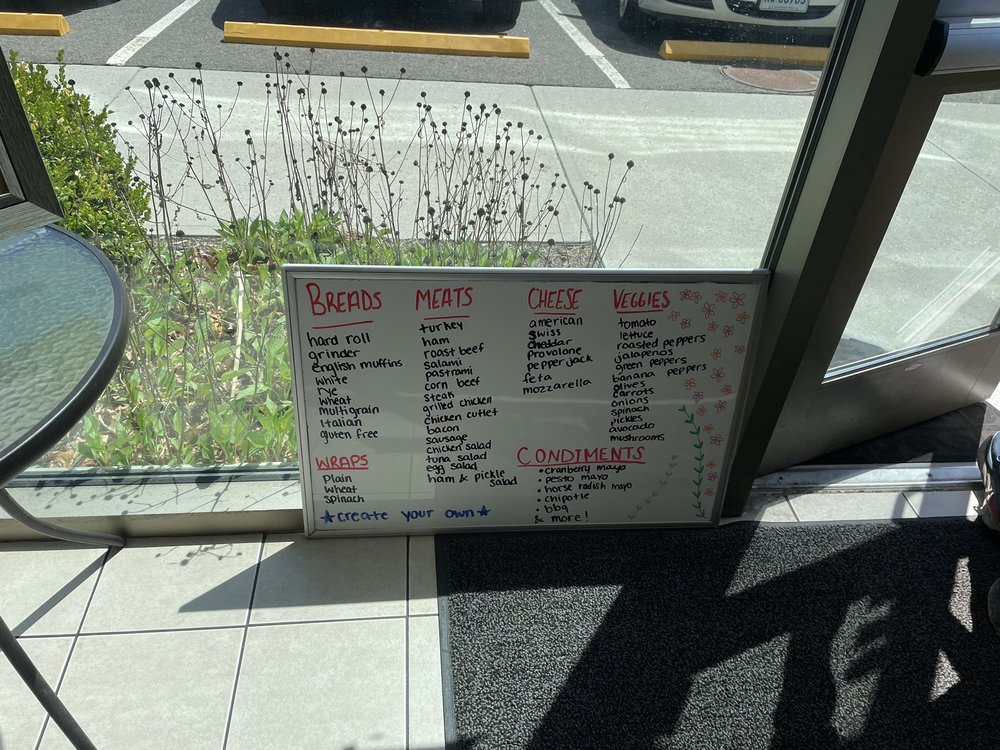 BREADS
hard roll
grinder
english muffins
white
rye
wheat
multigrain
Italian
gluten free
WRAPS
Plain
wheat
spinach
MEATS
turkey
ham
roast beef
salami
pastrami
corn beef
steak
grilled chicken
chicken cutlet
bacon
sausage
chicken salad
tuna salad
egg salad
ham & pickle
salad
CHEESE
american
swiss
cheddar
provolone
pepper jack
feta
mozzarella
VEGGIES
tomato
lettuce
roasted peppers
jalapenos
green peppers
banana peppers
olives
carrots
onions
spinach
pickles
avocado
mushrooms
CONDIMENTS
• cranberry mayo
• pesto mayo
• horse radish mayo
• chipotle
• bbq
& more!
★create your own★